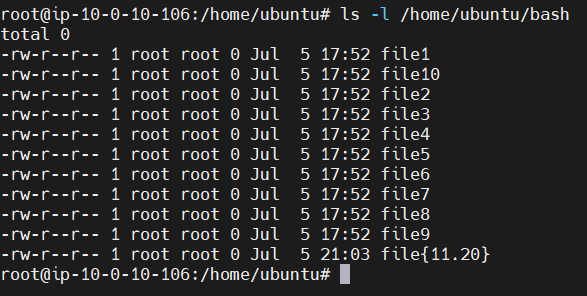 root@ip-10-0-10-106:/home/ubuntu# ls -l /home/ubuntu/bash
total 0
-rw-r--r-- 1 root root 0 Jul  5 17:52 file1
-rw-r--r-- 1 root root 0 Jul  5 17:52 file10
-rw-r--r-- 1 root root 0 Jul  5 17:52 file2
-rw-r--r-- 1 root root 0 Jul  5 17:52 file3
-rw-r--r-- 1 root root 0 Jul  5 17:52 file4
-rw-r--r-- 1 root root 0 Jul  5 17:52 file5
-rw-r--r-- 1 root root 0 Jul  5 17:52 file6
-rw-r--r-- 1 root root 0 Jul  5 17:52 file7
-rw-r--r-- 1 root root 0 Jul  5 17:52 file8
-rw-r--r-- 1 root root 0 Jul  5 17:52 file9
-rw-r--r-- 1 root root 0 Jul  5 21:03 file{11.20}
root@ip-10-0-10-106:/home/ubuntu#